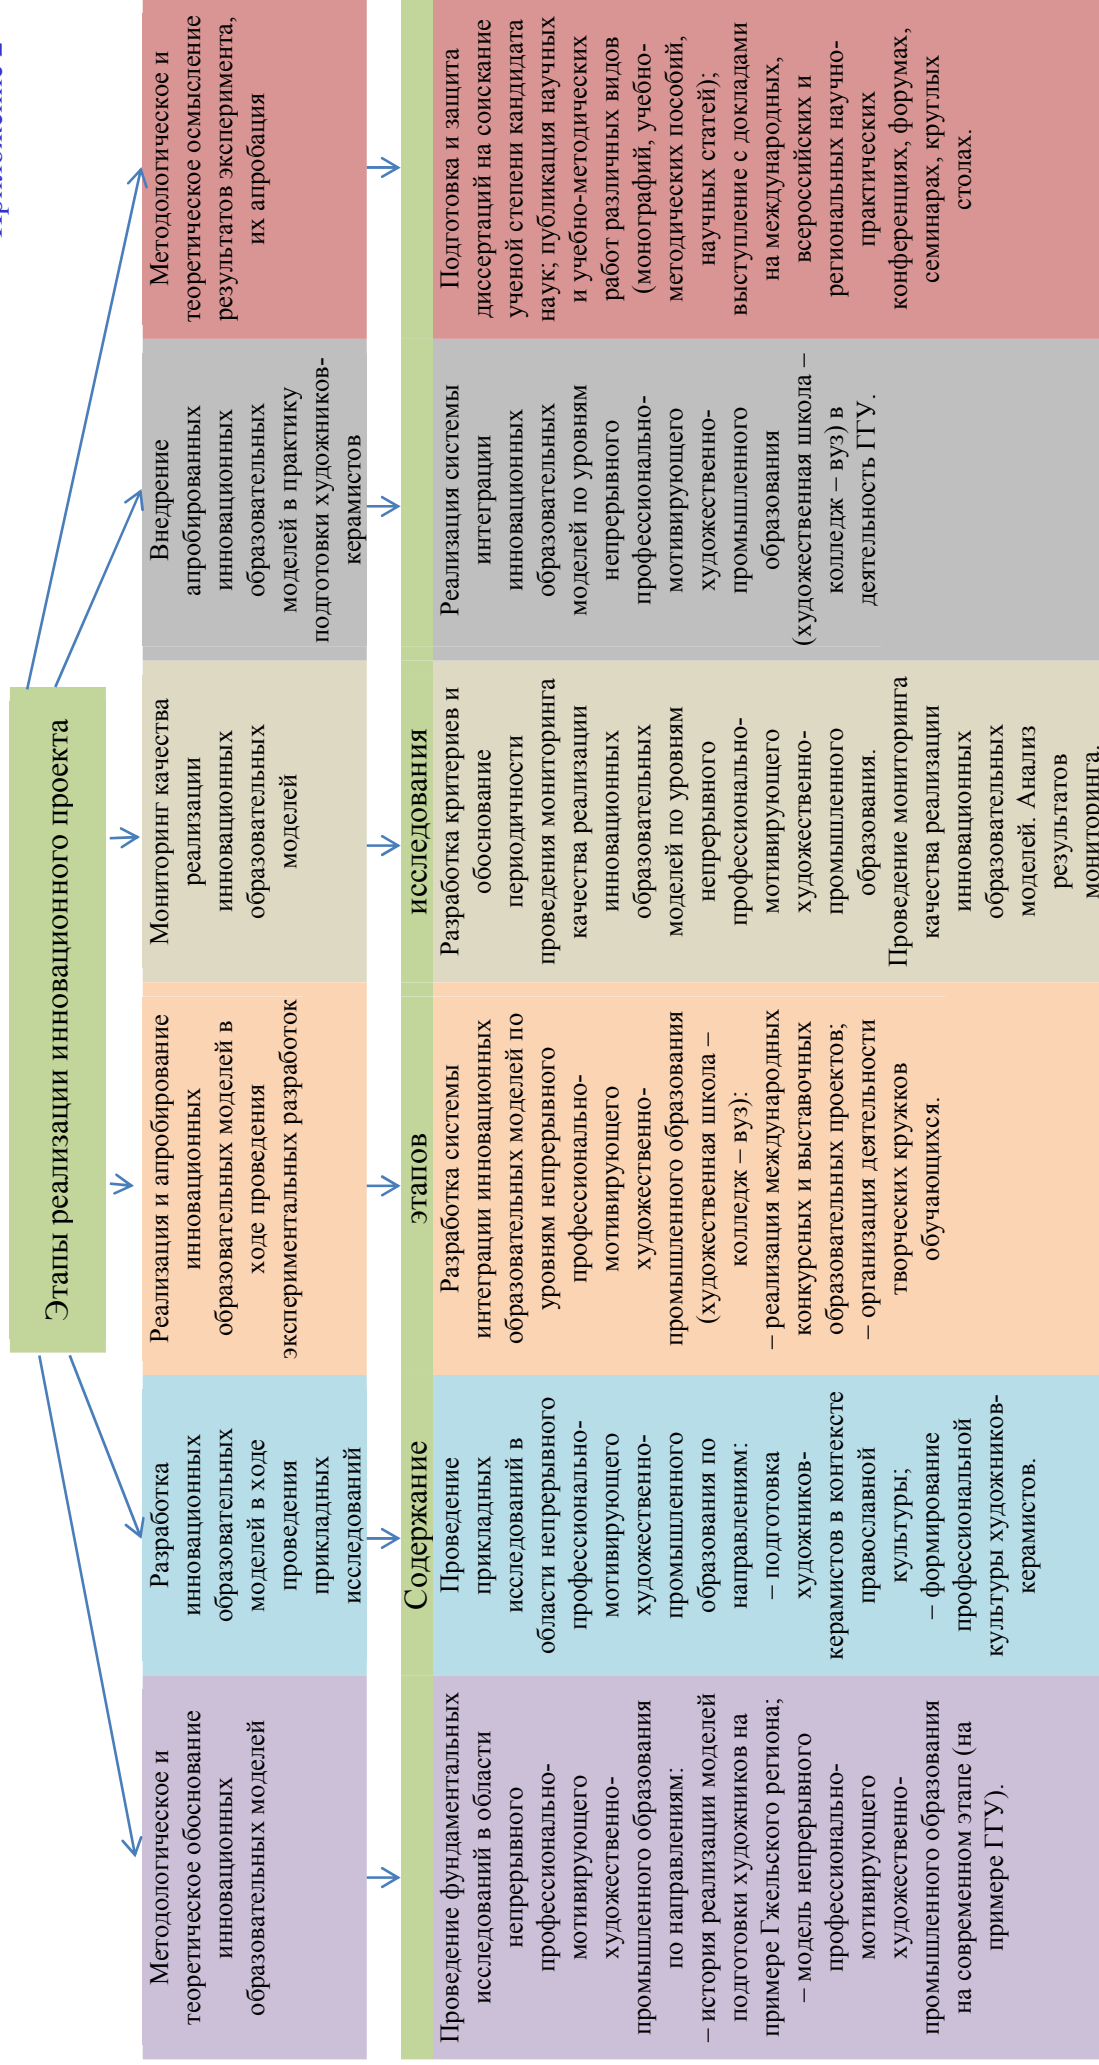 Приложение 2
Этапы реализации инновационного проекта
Методологическое и
теоретическое обоснование
инновационных
образовательных моделей
Разработка
инновационных
образовательных
моделей в ходе
проведения
прикладных
исследований
Реализация и апробирование
инновационных
образовательных моделей в
ходе проведения
экспериментальных разработок
Мониторинг качества
реализации
инновационных
образовательных
моделей
Внедрение
апробированных
инновационных
образовательных
моделей в практику
подготовки художников-
керамистов
Методологическое и
теоретическое осмысление
результатов эксперимента,
их апробация
Содержание этапов исследования
Проведение фундаментальных
исследований в области
непрерывного
профессионально-
мотивирующего
художественно-
промышленного образования
по направлениям:
– история реализации моделей
подготовки художников на
примере Гжельского региона;
– модель непрерывного
профессионально-
мотивирующего
художественно-
промышленного образования
на современном этапе (на
примере ГГУ).
Проведение
прикладных
исследований в
области непрерывного
профессионально-
мотивирующего
художественно-
промышленного
образования по
направлениям:
– подготовка
художников-
керамистов в контексте
православной
культуры;
– формирование
профессиональной
культуры художников-
керамистов.
Разработка системы
интеграции инновационных
образовательных моделей по
уровням непрерывного
профессионально-
мотивирующего
художественно-
промышленного образования
(художественная школа –
колледж – вуз):
– реализация международных
конкурсных и выставочных
образовательных проектов;
– организация деятельности
творческих кружков
обучающихся.
Разработка критериев и
обоснование
периодичности
проведения мониторинга
качества реализации
инновационных
образовательных
моделей по уровням
непрерывного
профессионально-
мотивирующего
художественно-
промышленного
образования.
Проведение мониторинга
качества реализации
инновационных
образовательных
моделей. Анализ
результатов
мониторинга.
Реализация системы
интеграции
инновационных
образовательных
моделей по уровням
непрерывного
профессионально-
мотивирующего
художественно-
промышленного
образования
(художественная школа –
колледж – вуз) в
деятельность ГГУ.
Подготовка и защита
диссертаций на соискание
ученой степени кандидата
наук; публикация научных
и учебно-методических
работ различных видов
(монографий, учебно-
методических пособий,
научных статей);
выступление с докладами
на международных,
всероссийских и
региональных научно-
практических
конференциях, форумах,
семинарах, круглых
столах.